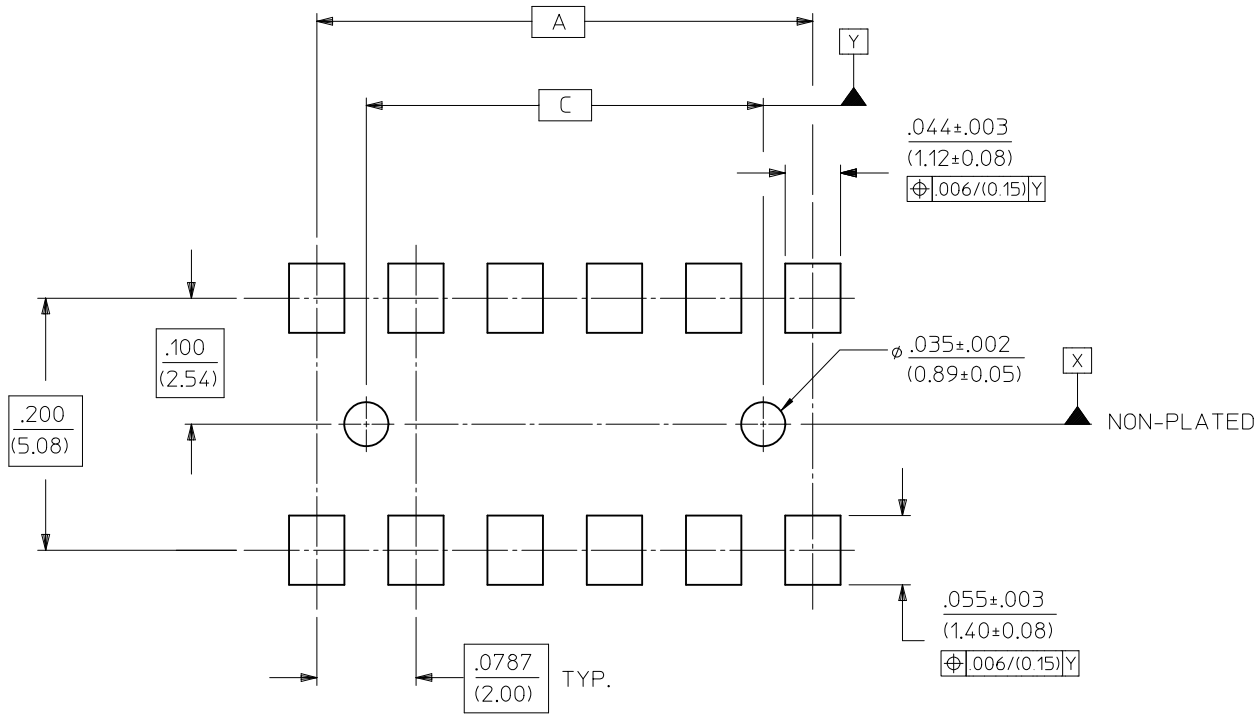 A
Y
C
.044±.003
(1.12±0.08)
⌖ .006/(0.15) Y
.100
(2.54)
ø .035±.002
(0.89±0.05)
X
.200
(5.08)
NON-PLATED
.055±.003
(1.40±0.08)
⌖ .006/(0.15) Y
.0787
(2.00)
TYP.